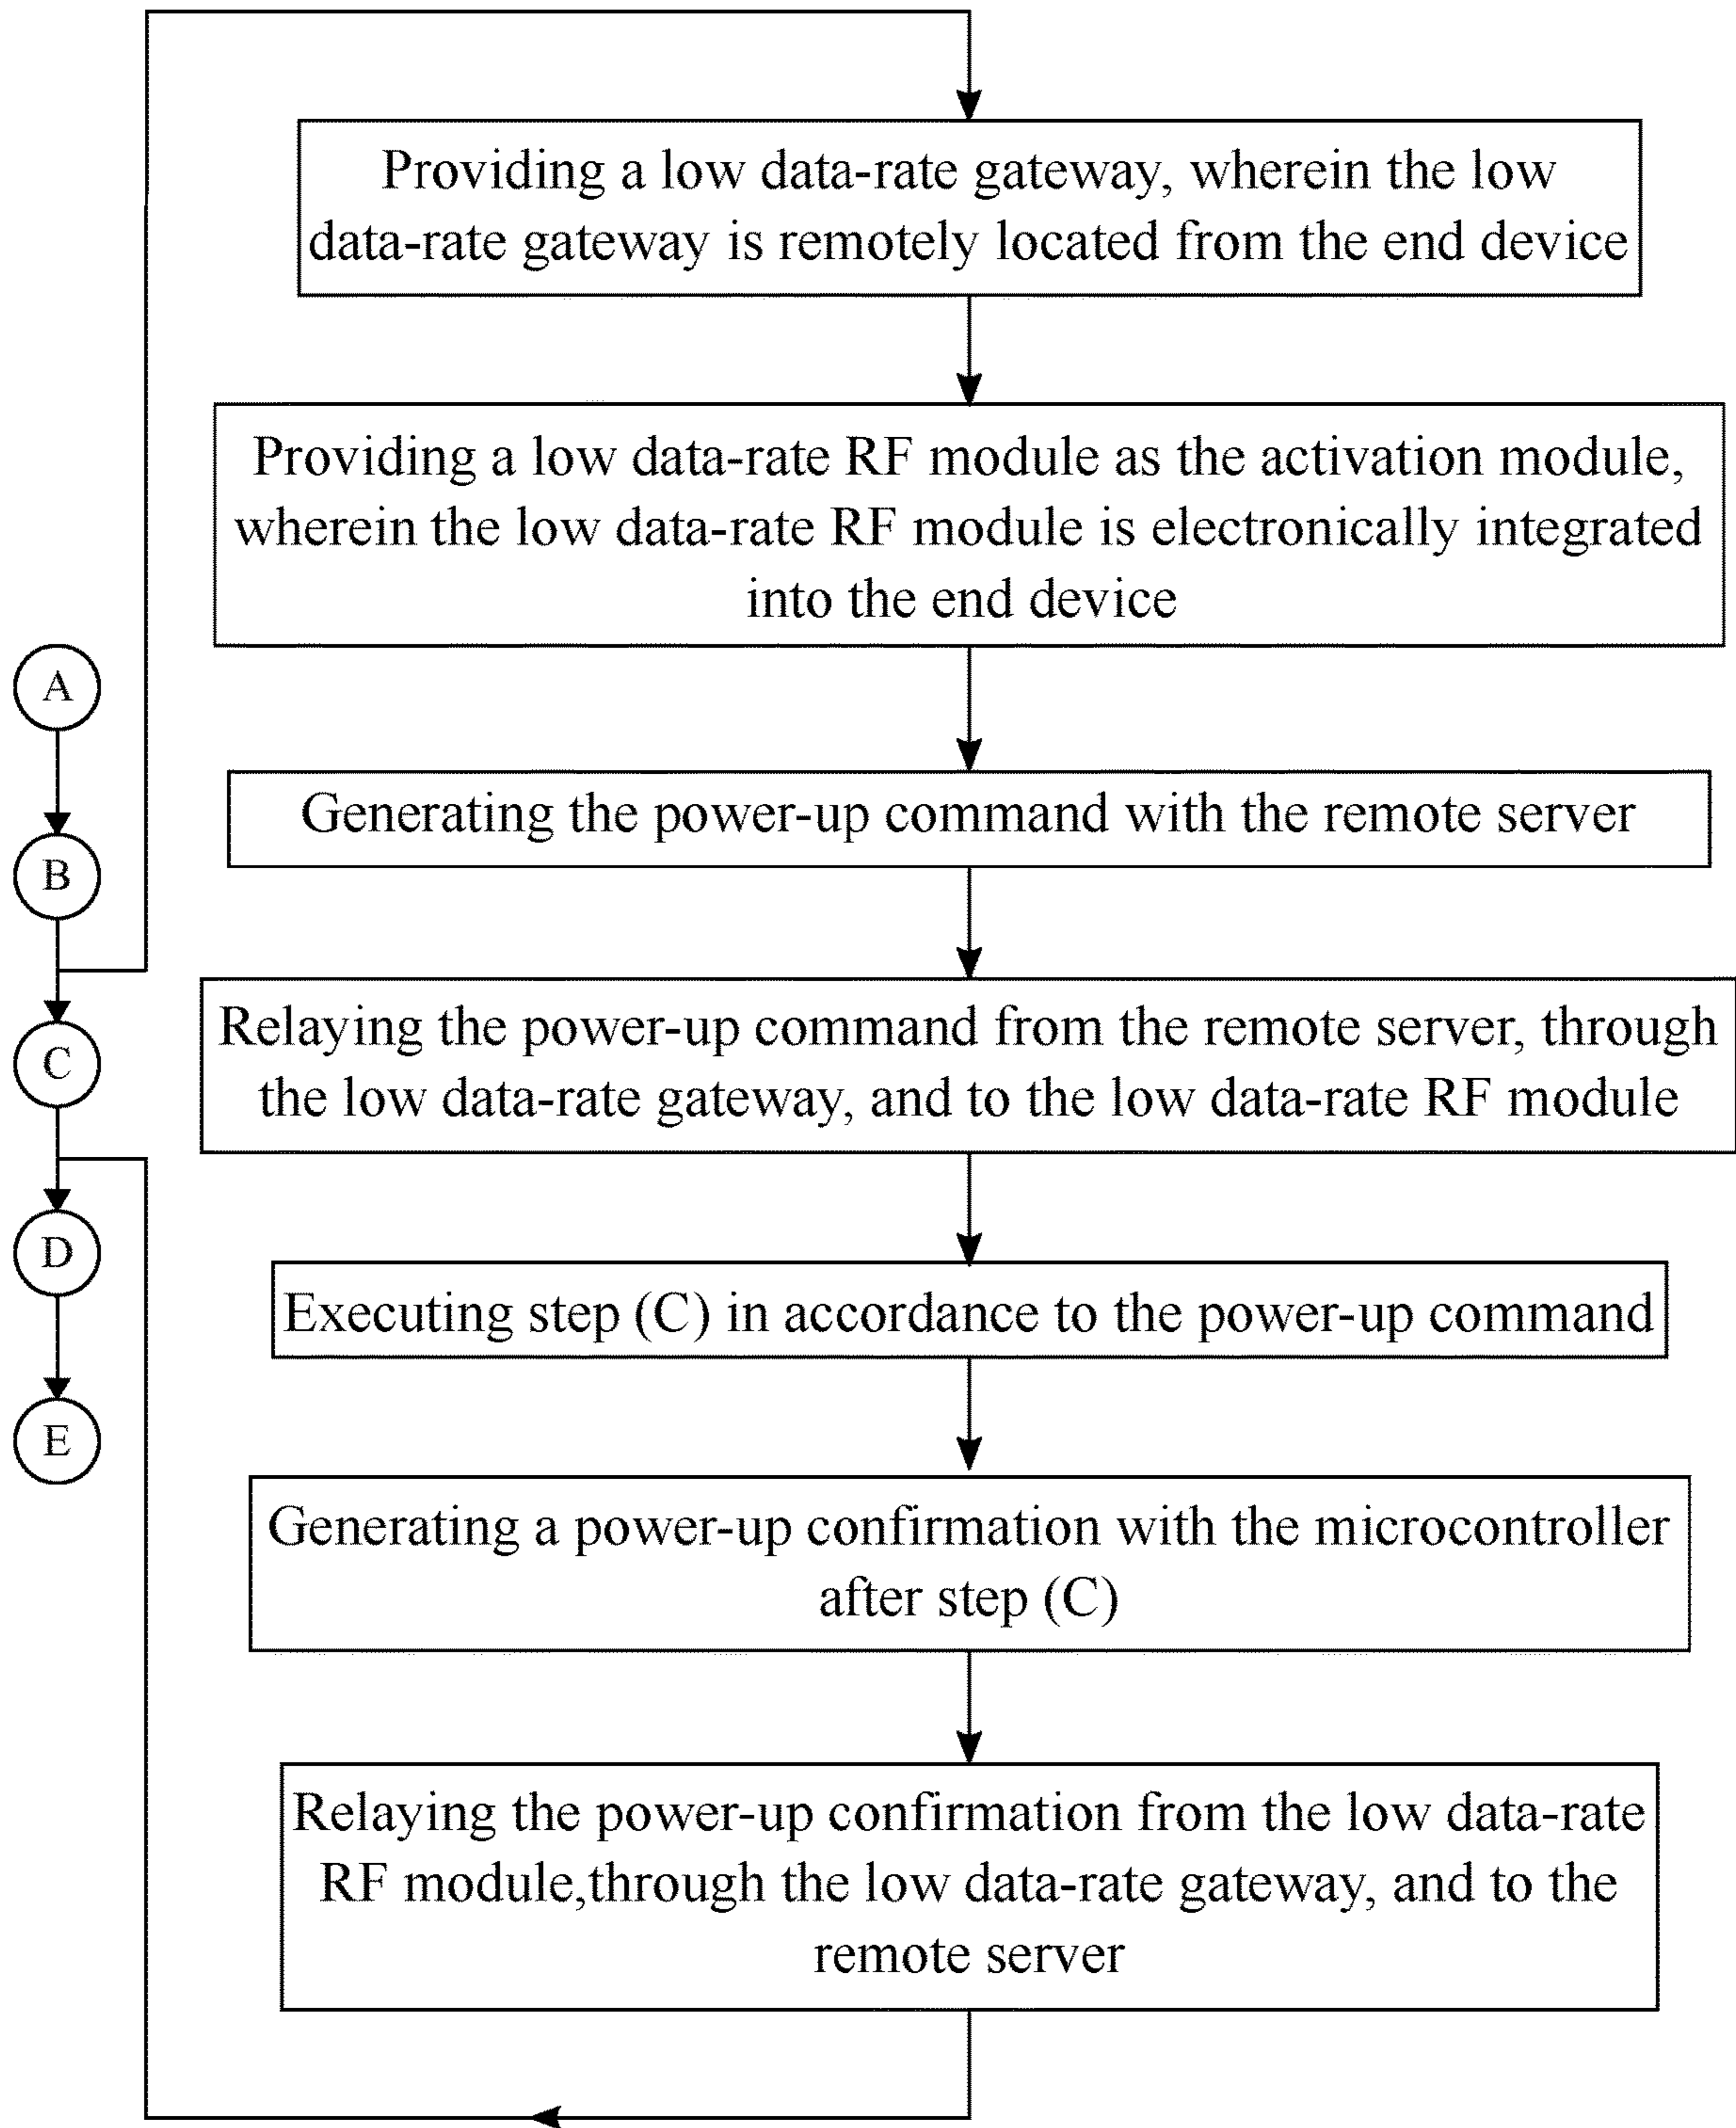 Providing a low data-rate gateway, wherein the low
data-rate gateway is remotely located from the end device
Providing a low data-rate RF module as the activation module,
wherein the low data-rate RF module is electronically integrated
into the end device
A
Generating the power-up command with the remote server
B
Relaying the power-up command from the remote server, through
the low data-rate gateway, and to the low data-rate RF module
C
Executing step (C) in accordance to the power-up command
D
E
Generating a power-up confirmation with the microcontroller
after step (C)
Relaying the power-up confirmation from the low data-rate
RF module,through the low data-rate gateway, and to the
remote server